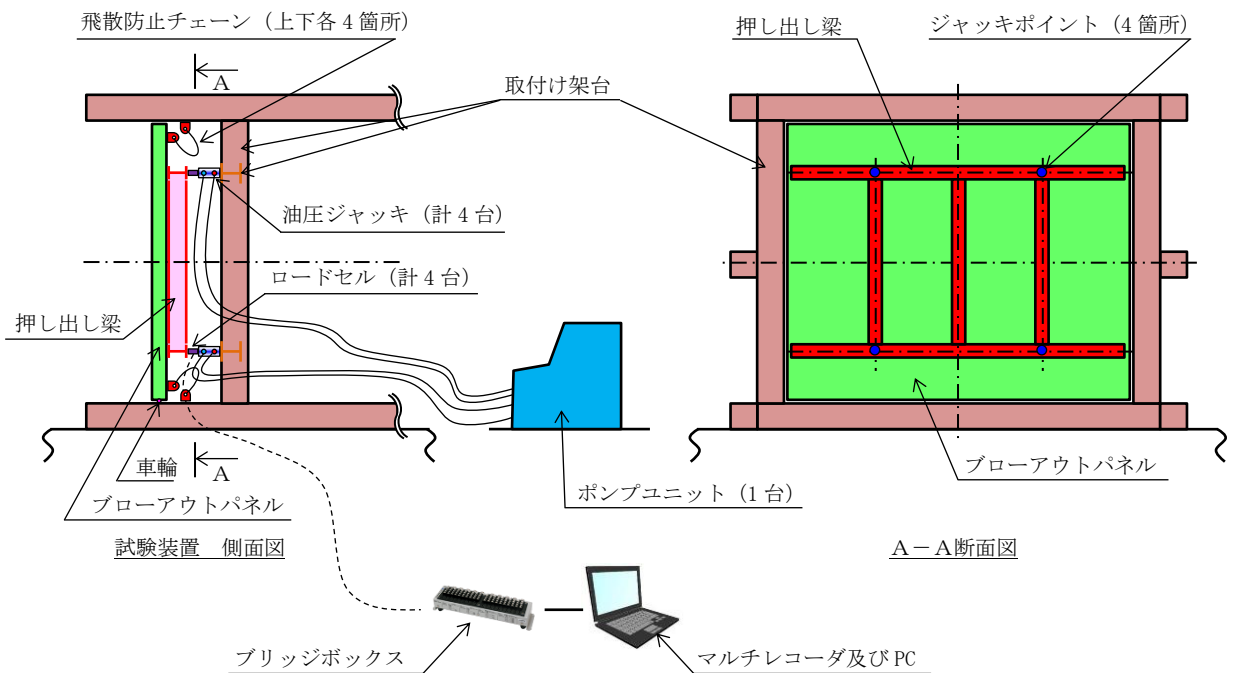 飛散防止チェーン（上下各 4 箇所）
押し出し梁
ジャッキポイント（4 箇所）
A
取付け架台
油圧ジャッキ（計 4 台）
ロードセル（計 4 台）
押し出し梁
車輪
A
ブローアウトパネル
ポンプユニット（1 台）
ブローアウトパネル
試験装置　側面図
A－A断面図
ブリッジボックス
マルチレコーダ及び PC